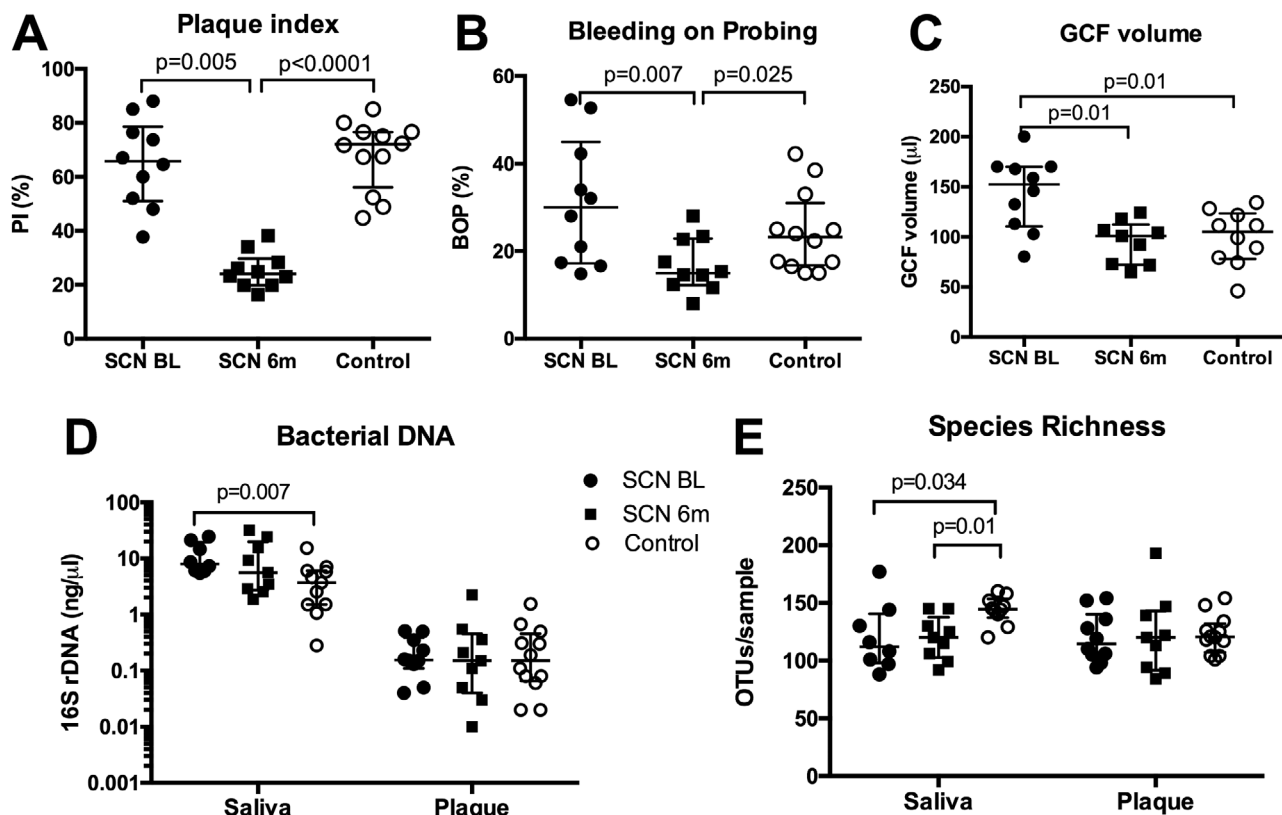 A
Plaque index
p=0.005
p<0.0001
PI (%)
100
80
60
40
20
0
SCN BL
SCN 6m
Control
B
Bleeding on Probing
p=0.007
p=0.025
BOP (%)
60
40
20
0
SCN BL
SCN 6m
Control
C
GCF volume
p=0.01
p=0.01
GCF volume (μl)
250
200
150
100
50
0
SCN BL
SCN 6m
Control
D
Bacterial DNA
p=0.007
16S rDNA (ng/μl)
100
10
1
0.1
0.01
0.001
Saliva
Plaque
SCN BL
SCN 6m
Control
E
Species Richness
p=0.034
p=0.01
OTUs/sample
250
200
150
100
50
0
Saliva
Plaque